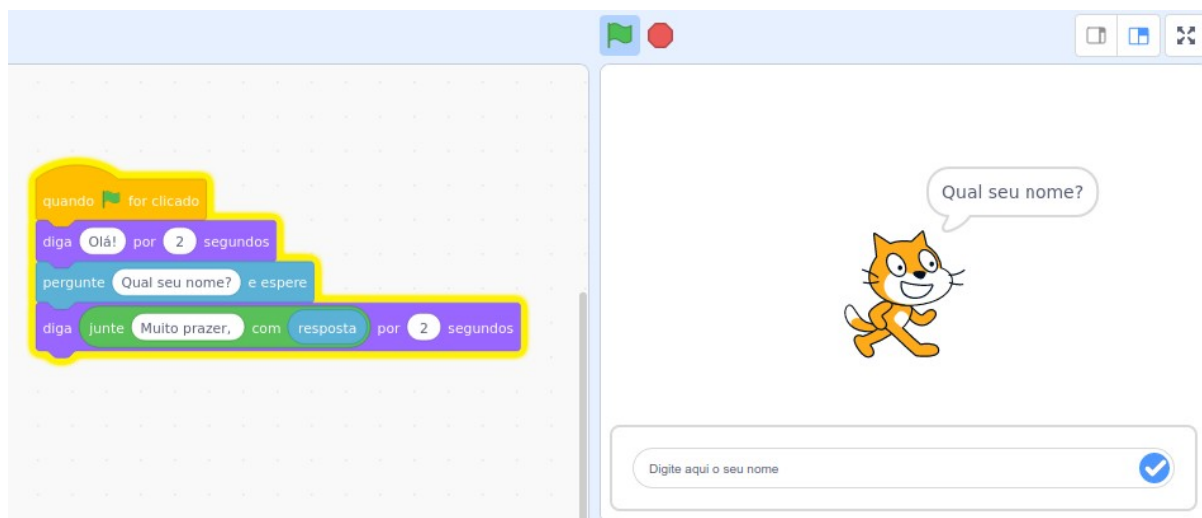 quando for clicado
diga Olá! por 2 segundos
pergunte Qual seu nome? e espere
diga junte Muito prazer, com resposta por 2 segundos
Qual seu nome?
Digite aqui o seu nome